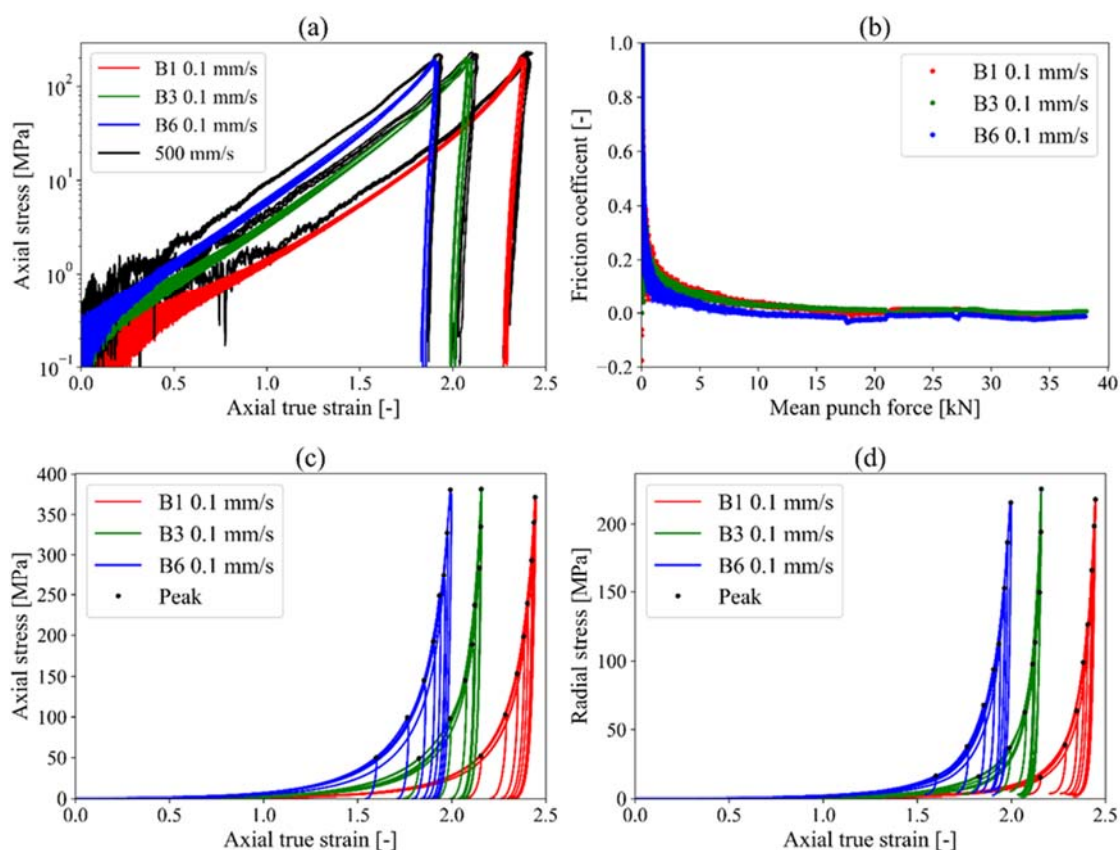 (a)
B1 0.1 mm/s
B3 0.1 mm/s
B6 0.1 mm/s
500 mm/s
Axial stress [MPa]
10²
10¹
10⁰
10⁻¹
0.0 0.5 1.0 1.5 2.0 2.5
Axial true strain [-]
(b)
B1 0.1 mm/s
B3 0.1 mm/s
B6 0.1 mm/s
Friction coefficent [-]
1.0
0.8
0.6
0.4
0.2
0.0
−0.2
0 5 10 15 20 25 30 35 40
Mean punch force [kN]
(c)
B1 0.1 mm/s
B3 0.1 mm/s
B6 0.1 mm/s
Peak
Axial stress [MPa]
400
350
300
250
200
150
100
50
0
0.0 0.5 1.0 1.5 2.0 2.5
Axial true strain [-]
(d)
B1 0.1 mm/s
B3 0.1 mm/s
B6 0.1 mm/s
Peak
Radial stress [MPa]
200
150
100
50
0
0.0 0.5 1.0 1.5 2.0 2.5
Axial true strain [-]